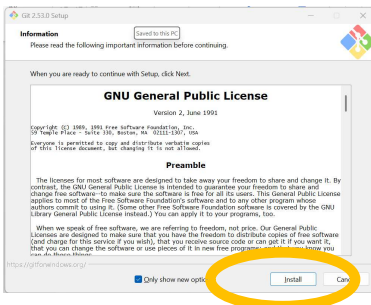 Git 2.53.0 Setup
Information
Saved to this PC
Please read the following important information before continuing.
When you are ready to continue with Setup, click Next.
GNU General Public License
Version 2, June 1991
Copyright (C) 1989, 1991 Free Software Foundation, Inc.
59 Temple Place - Suite 330, Boston, MA 02111-1307, USA
Everyone is permitted to copy and distribute verbatim copies
of this license document, but changing it is not allowed.
Preamble
The licenses for most software are designed to take away your freedom to share and change it. By
contrast, the GNU General Public License is intended to guarantee your freedom to share and
change free software--to make sure the software is free for all its users. This General Public License
applies to most of the Free Software Foundation's software and to any other program whose
authors commit to using it. (Some other Free Software Foundation software is covered by the GNU
Library General Public License instead.) You can apply it to your programs, too.
When we speak of free software, we are referring to freedom, not price. Our General Public
Licenses are designed to make sure that you have the freedom to distribute copies of free software
(and charge for this service if you wish), that you receive source code or can get it if you want it,
that you can change the software or use pieces of it in new free programs; and that you know you
can do these things.
https://gitforwindows.org/
Only show new opti
Install
Canc